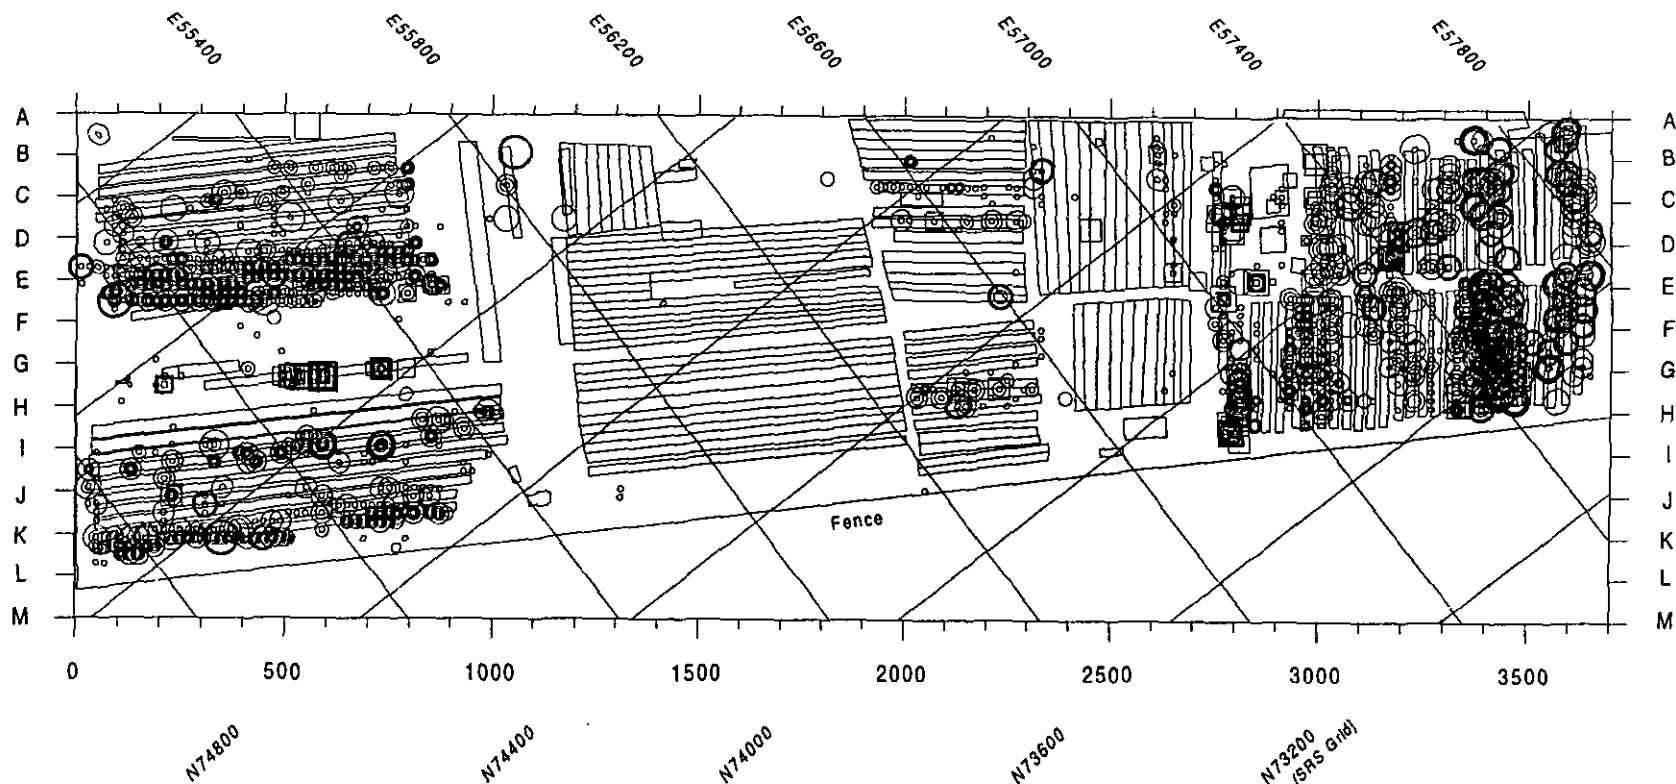 E55400
E55800
E56200
E56600
E57000
E57400
E57800
A
B
C
D
E
F
G
H
I
J
K
L
M
A
B
C
D
E
F
G
H
I
J
K
L
M
Fence
0
500
1000
1500
2000
2500
3000
3500
N74800
N74400
N74000
N73600
N73200
(SRS Grid)